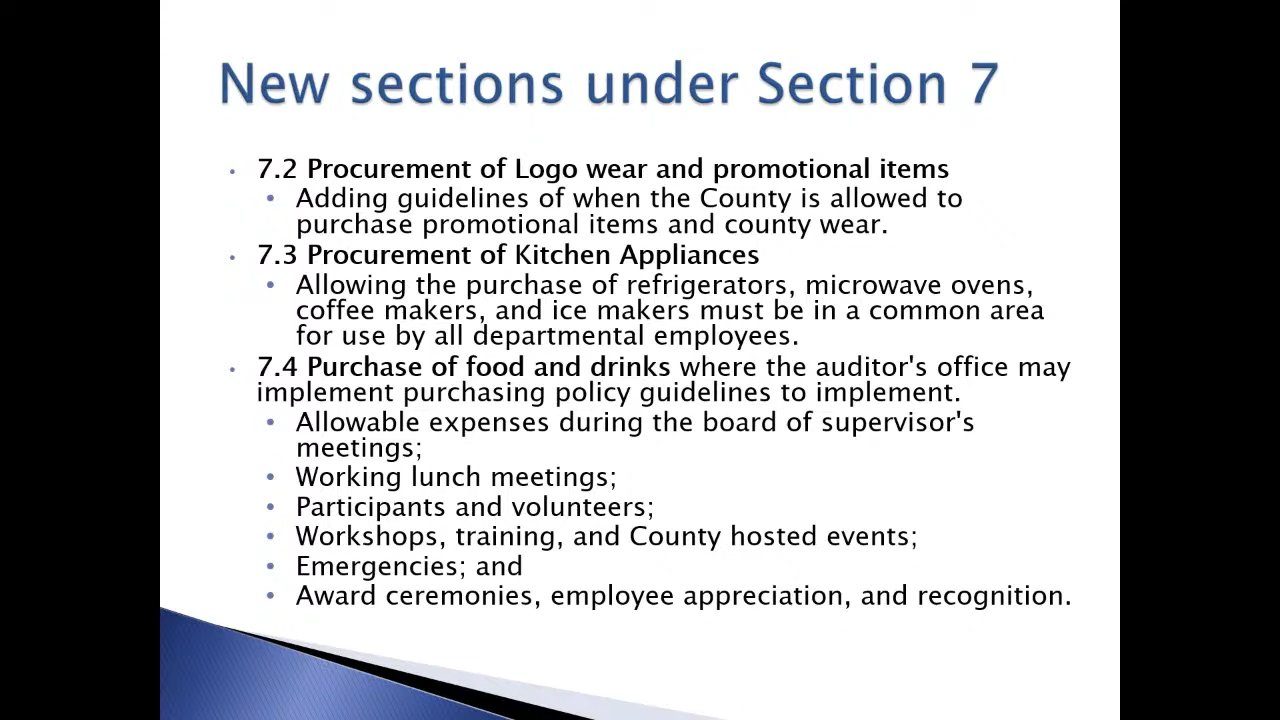 New sections under Section 7
• 7.2 Procurement of Logo wear and promotional items
• Adding guidelines of when the County is allowed to
purchase promotional items and county wear.
• 7.3 Procurement of Kitchen Appliances
• Allowing the purchase of refrigerators, microwave ovens,
coffee makers, and ice makers must be in a common area
for use by all departmental employees.
• 7.4 Purchase of food and drinks where the auditor's office may
implement purchasing policy guidelines to implement.
• Allowable expenses during the board of supervisor's
meetings;
• Working lunch meetings;
• Participants and volunteers;
• Workshops, training, and County hosted events;
• Emergencies; and
• Award ceremonies, employee appreciation, and recognition.